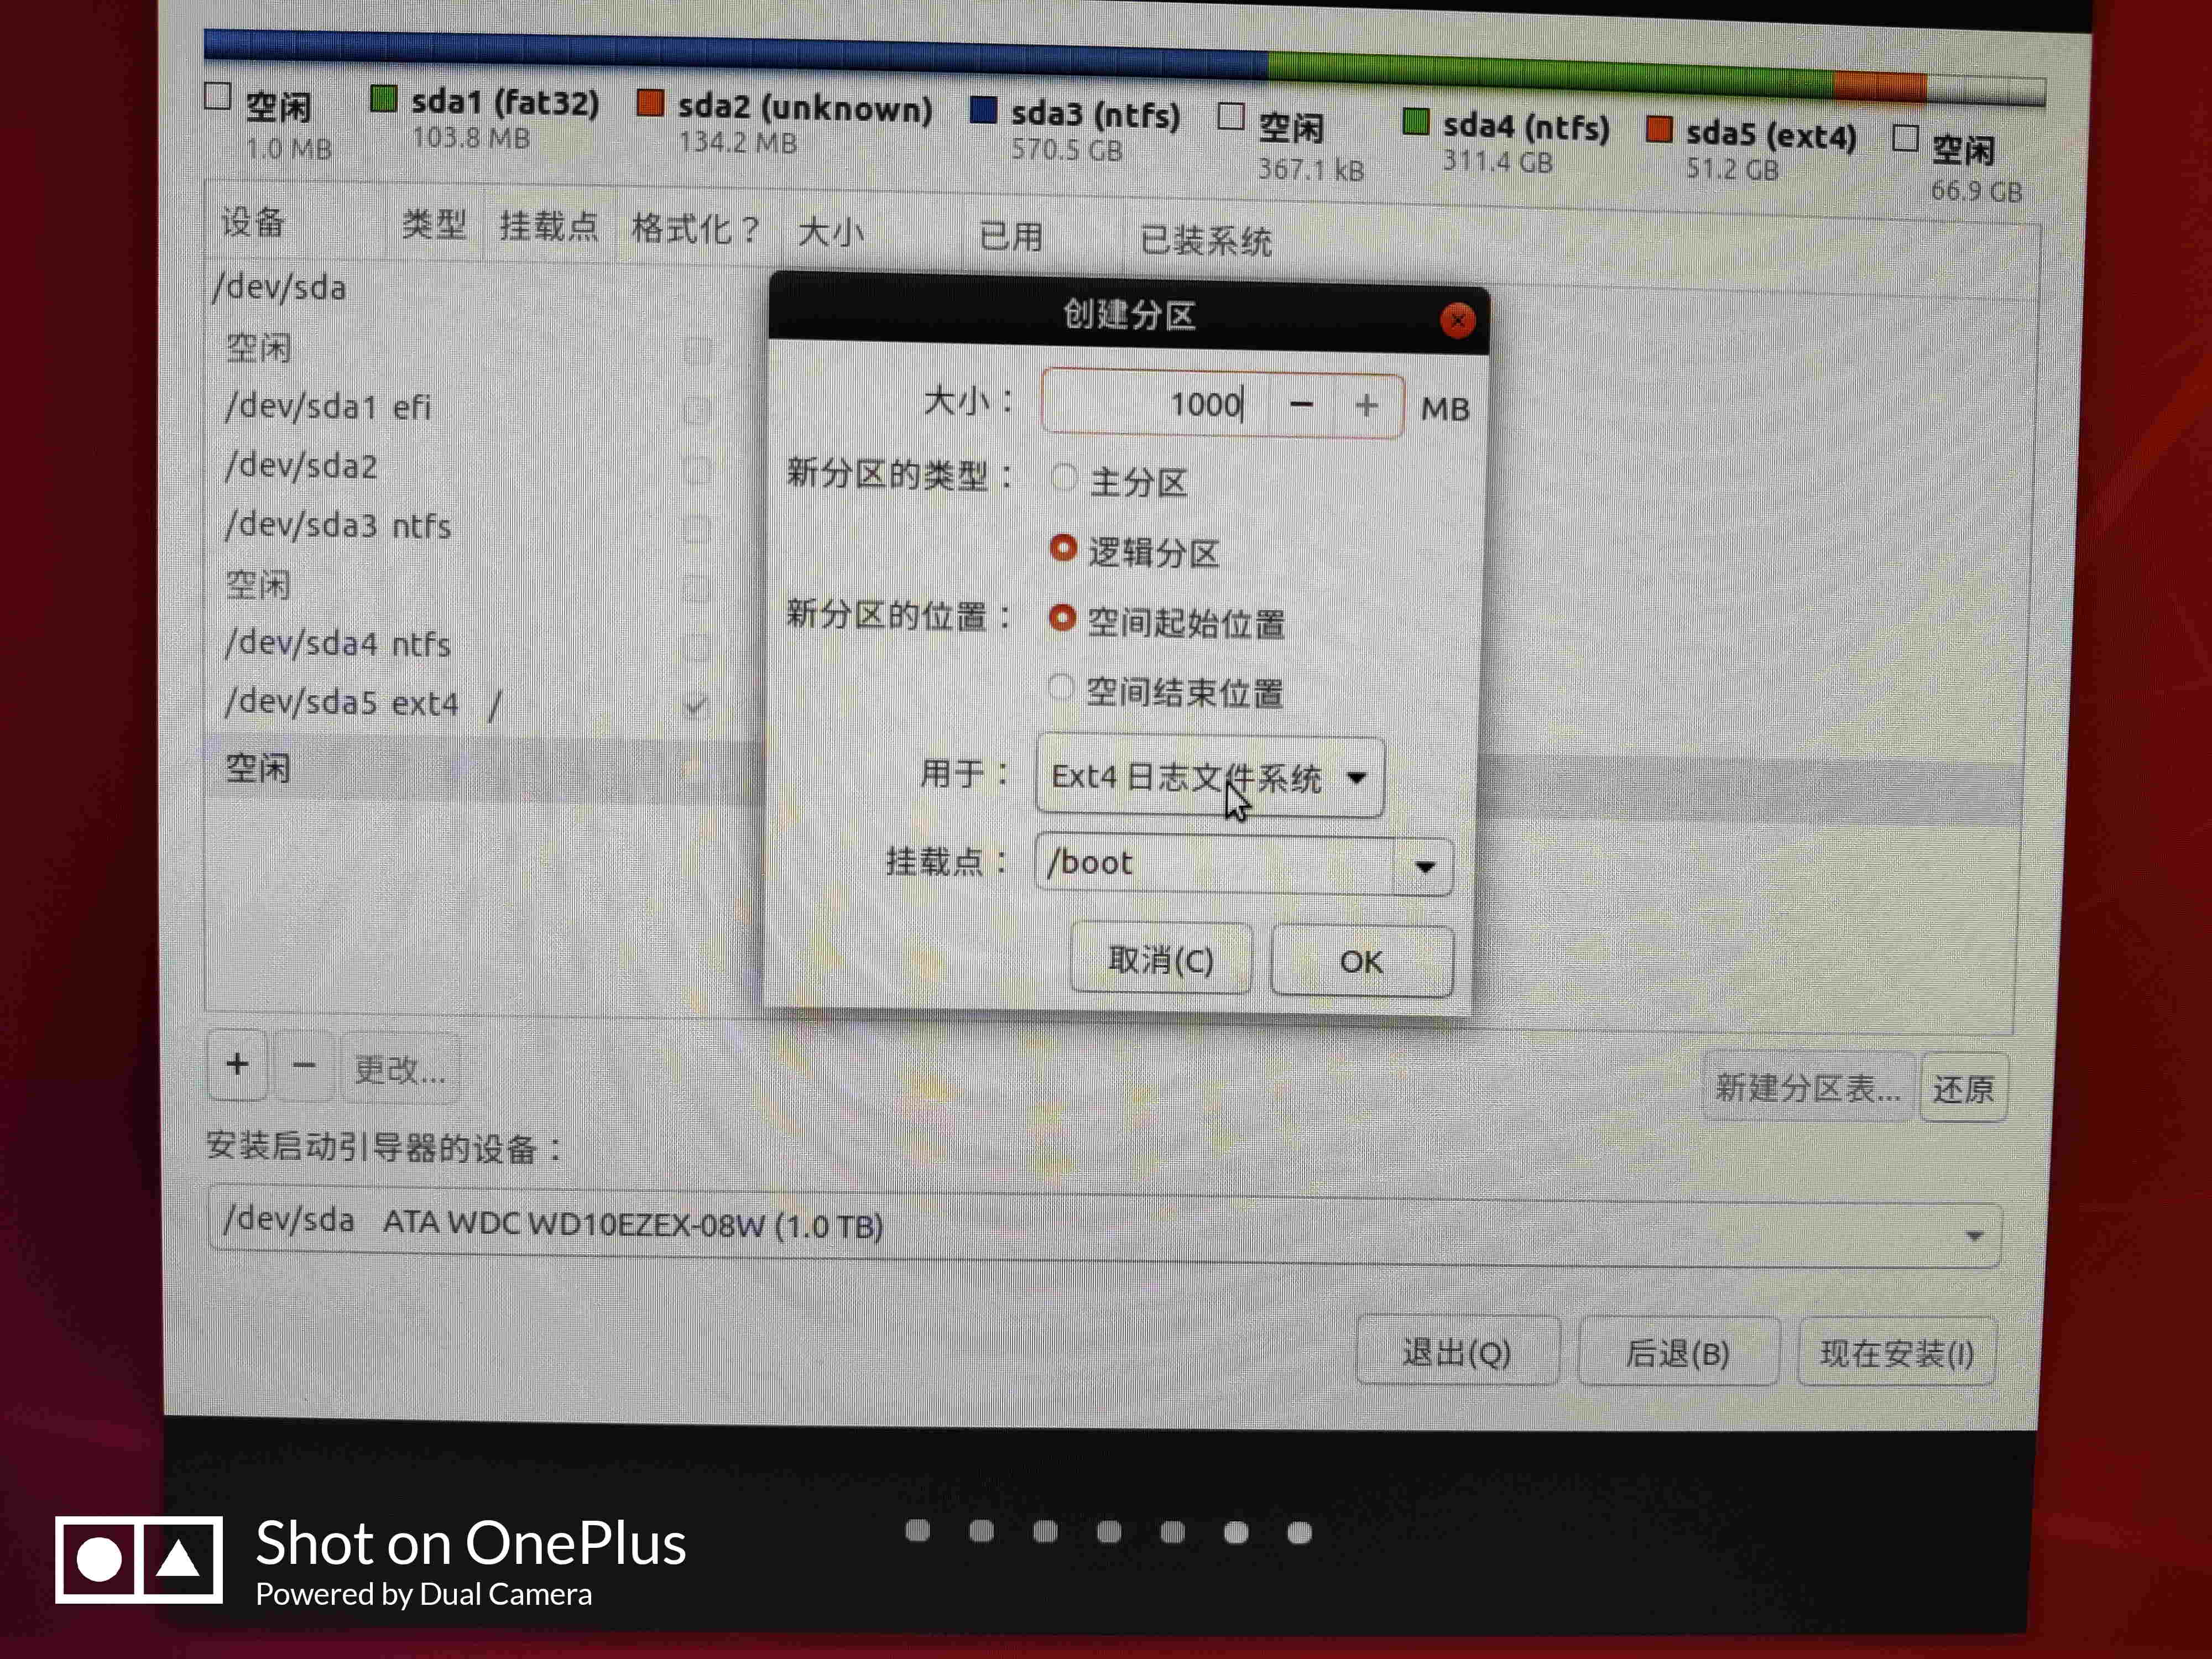 空闲 sda1 (fat32) sda2 (unknown) sda3 (ntfs) 空闲 sda4 (ntfs) sda5 (ext4) 空闲
1.0 MB 103.8 MB 134.2 MB 570.5 GB 367.1 kB 311.4 GB 51.2 GB 66.9 GB
设备 类型 挂载点 格式化？ 大小 已用 已装系统
/dev/sda
空闲
/dev/sda1 efi
/dev/sda2
/dev/sda3 ntfs
空闲
/dev/sda4 ntfs
/dev/sda5 ext4 /
空闲
创建分区
大小： 1000 − + MB
新分区的类型： 主分区
逻辑分区
新分区的位置： 空间起始位置
空间结束位置
用于： Ext4 日志文件系统
挂载点： /boot
取消(C) OK
+ − 更改... 新建分区表... 还原
安装启动引导器的设备：
/dev/sda ATA WDC WD10EZEX-08W (1.0 TB)
退出(Q) 后退(B) 现在安装(I)
Shot on OnePlus
Powered by Dual Camera